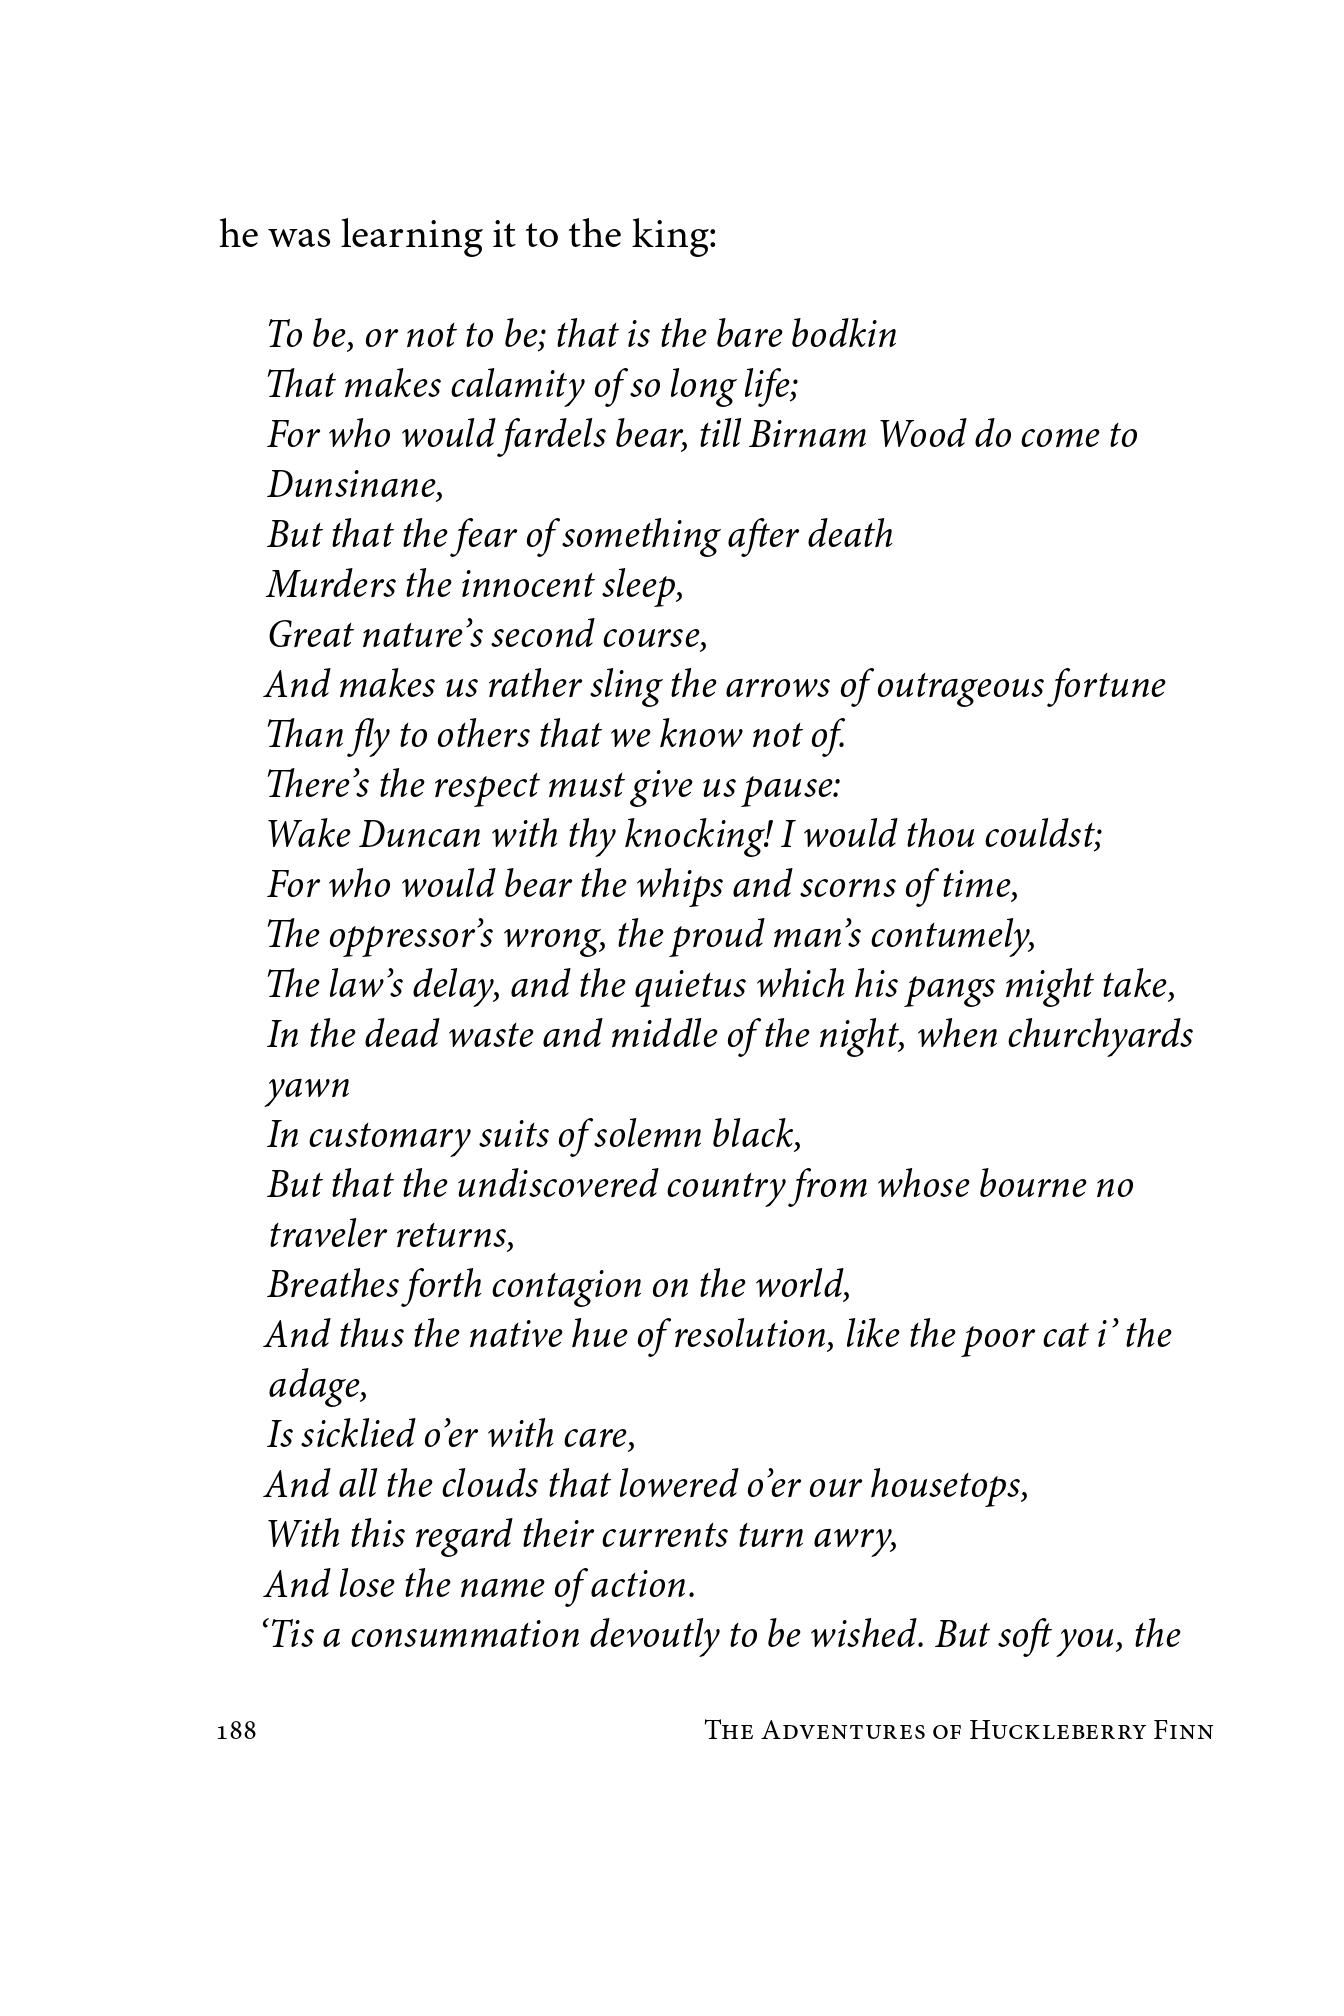 he was learning it to the king:
To be, or not to be; that is the bare bodkin
That makes calamity of so long life;
For who would fardels bear, till Birnam Wood do come to
Dunsinane,
But that the fear of something after death
Murders the innocent sleep,
Great nature’s second course,
And makes us rather sling the arrows of outrageous fortune
Than fly to others that we know not of.
There’s the respect must give us pause:
Wake Duncan with thy knocking! I would thou couldst;
For who would bear the whips and scorns of time,
The oppressor’s wrong, the proud man’s contumely,
The law’s delay, and the quietus which his pangs might take,
In the dead waste and middle of the night, when churchyards
yawn
In customary suits of solemn black,
But that the undiscovered country from whose bourne no
traveler returns,
Breathes forth contagion on the world,
And thus the native hue of resolution, like the poor cat i’ the
adage,
Is sicklied o’er with care,
And all the clouds that lowered o’er our housetops,
With this regard their currents turn awry,
And lose the name of action.
‘Tis a consummation devoutly to be wished. But soft you, the
188 The Adventures of Huckleberry Finn